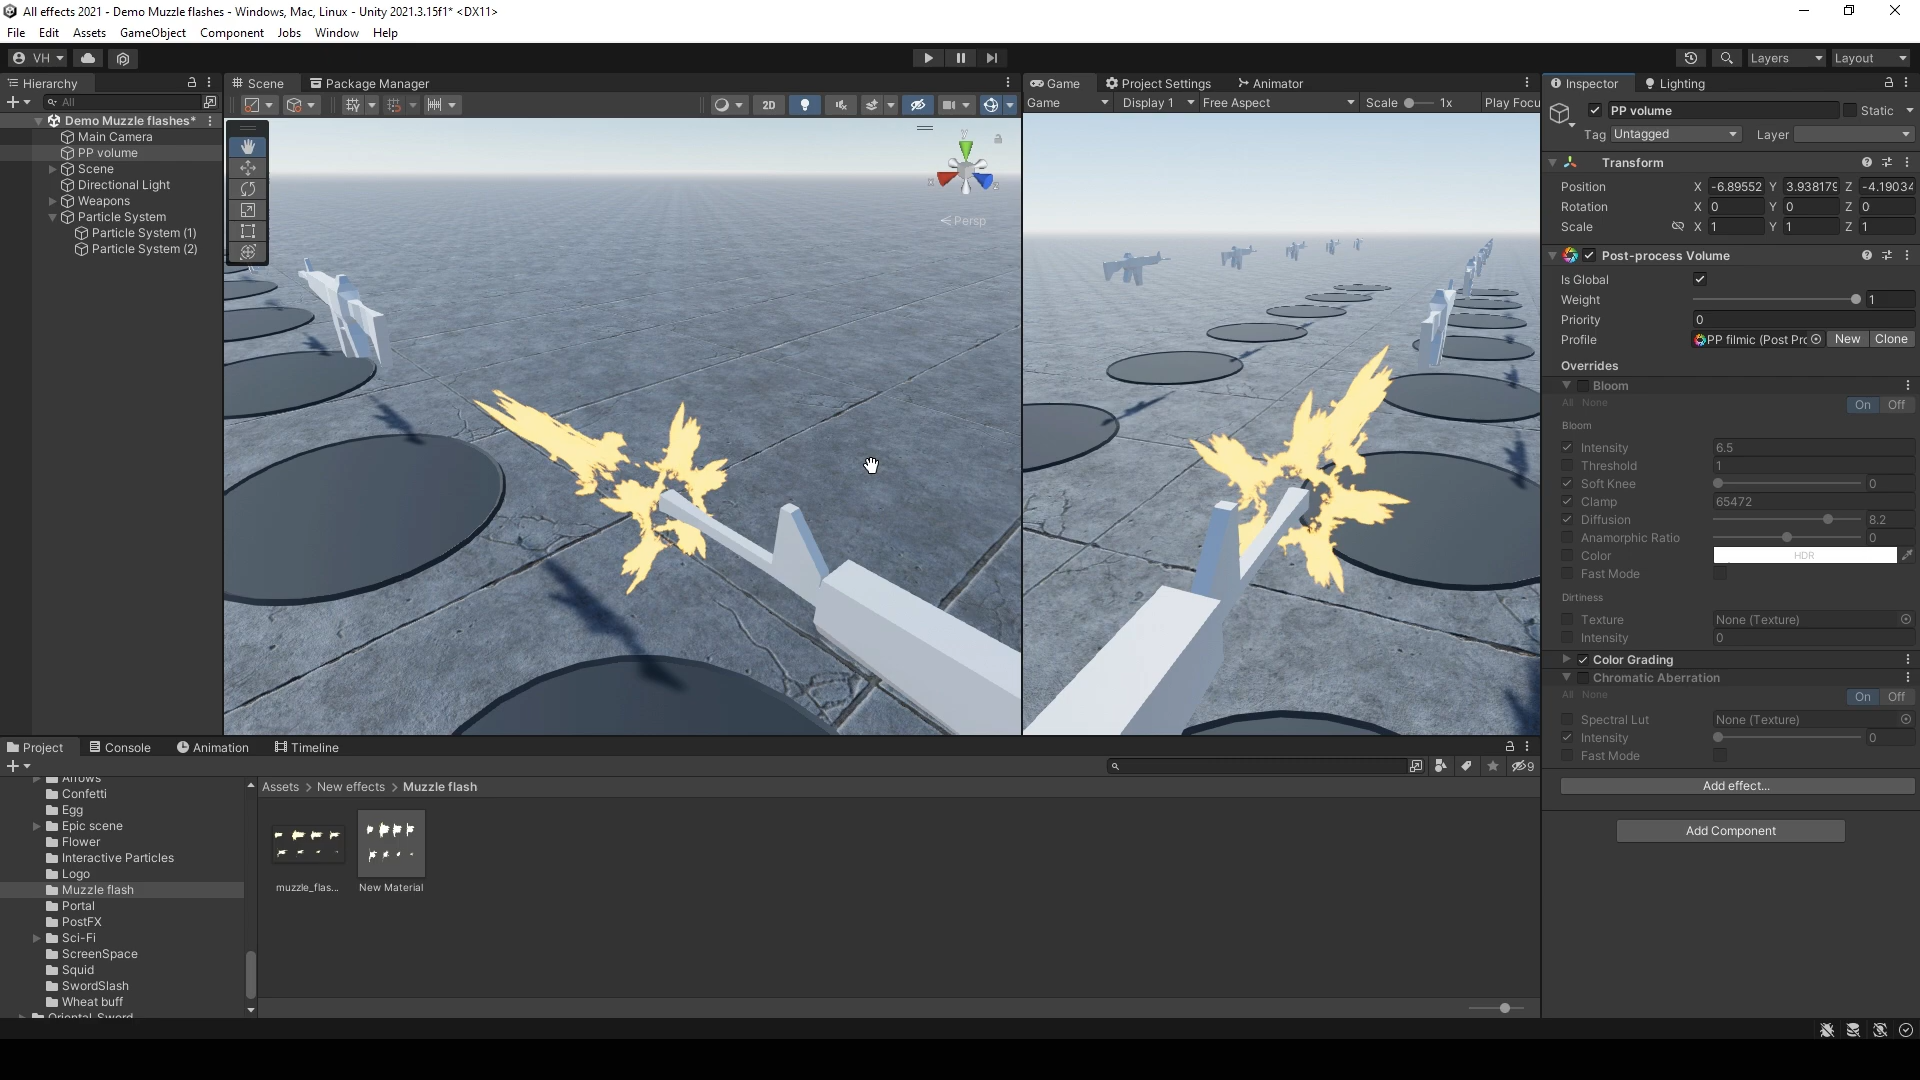 All effects 2021 - Demo Muzzle flashes - Windows, Mac, Linux - Unity 2021.3.15f1* <DX11>
File Edit Assets GameObject Component Jobs Window Help
VH Layers Layout
Hierarchy
All
Demo Muzzle flashes*
Main Camera
PP volume
Scene
Directional Light
Weapons
Particle System
Particle System (1)
Particle System (2)
Scene Package Manager
2D
y
x
z
Persp
Game Project Settings Animator
Game Display 1 Free Aspect Scale 1x Play Focu
Inspector Lighting
PP volume Static
Tag Untagged Layer
Transform
Position X -6.89552 Y 3.938179 Z -4.19034
Rotation X 0 Y 0 Z 0
Scale X 1 Y 1 Z 1
Post-process Volume
Is Global
Weight 1
Priority 0
Profile PP filmic (Post Prc New Clone
Overrides
Bloom
All None On Off
Bloom
Intensity 6.5
Threshold 1
Soft Knee 0
Clamp 65472
Diffusion 8.2
Anamorphic Ratio 0
Color HDR
Fast Mode
Dirtiness
Texture None (Texture)
Intensity 0
Color Grading
Chromatic Aberration
All None On Off
Spectral Lut None (Texture)
Intensity 0
Fast Mode
Add effect...
Add Component
Project Console Animation Timeline
9
Arrows
Confetti
Egg
Epic scene
Flower
Interactive Particles
Logo
Muzzle flash
Portal
PostFX
Sci-Fi
ScreenSpace
Squid
SwordSlash
Wheat buff
Oriental Sword
Assets > New effects > Muzzle flash
muzzle_flas... New Material